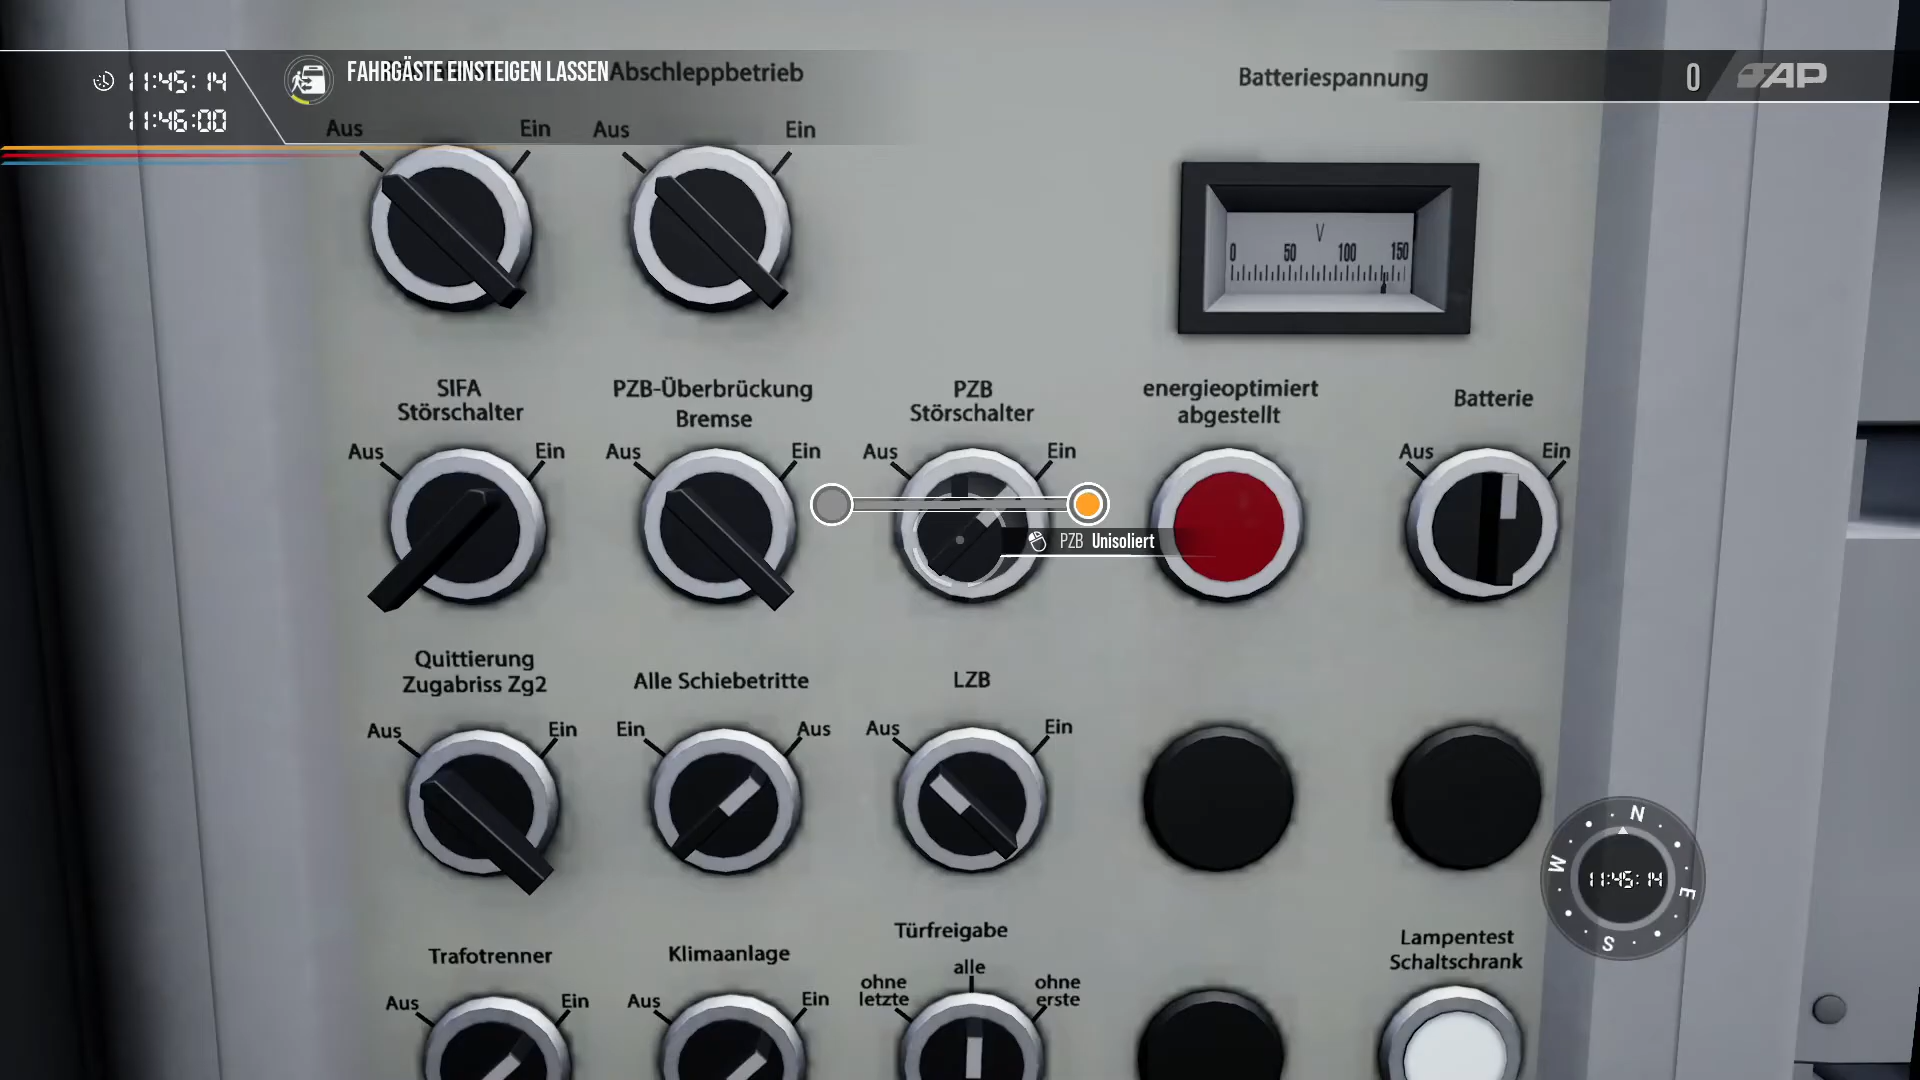 11:45:14
11:46:00
FAHRGÄSTE EINSTEIGEN LASSEN
Abschleppbetrieb
Batteriespannung
0
AP
Aus
Ein
Aus
Ein
V
0 50 100 150
SIFA
Störschalter
PZB-Überbrückung
Bremse
PZB
Störschalter
energieoptimiert
abgestellt
Batterie
Aus
Ein
Aus
Ein
Aus
Ein
Aus
Ein
PZB Unisoliert
Quittierung
Zugabriss Zg2
Alle Schiebetritte
LZB
Aus
Ein
Ein
Aus
Aus
Ein
N
W
E
S
11:45:14
Trafotrenner
Klimaanlage
Türfreigabe
Lampentest
Schaltschrank
Aus
Ein
Aus
Ein
ohne
letzte
alle
ohne
erste